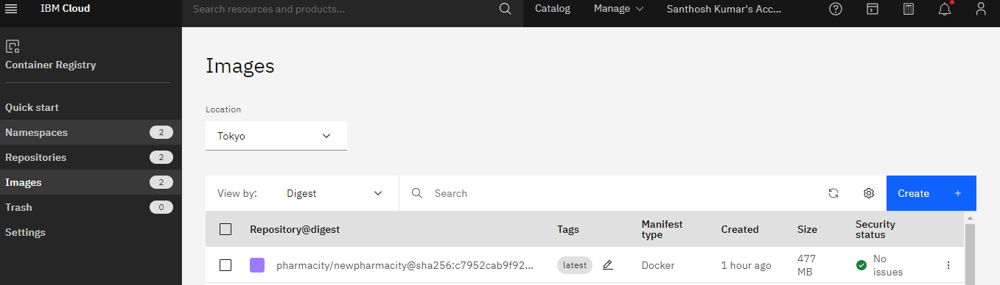 IBM Cloud
Search resources and products...
Catalog
Manage
Santhosh Kumar's Acc...
Container Registry
Quick start
Namespaces 2
Repositories 2
Images 2
Trash 0
Settings
Images
Location
Tokyo
View by: Digest
Search
Create +
Repository@digest Tags Manifest type Created Size Security status
pharmacity/newpharmacity@sha256:c7952cab9f92... latest Docker 1 hour ago 477 MB No issues